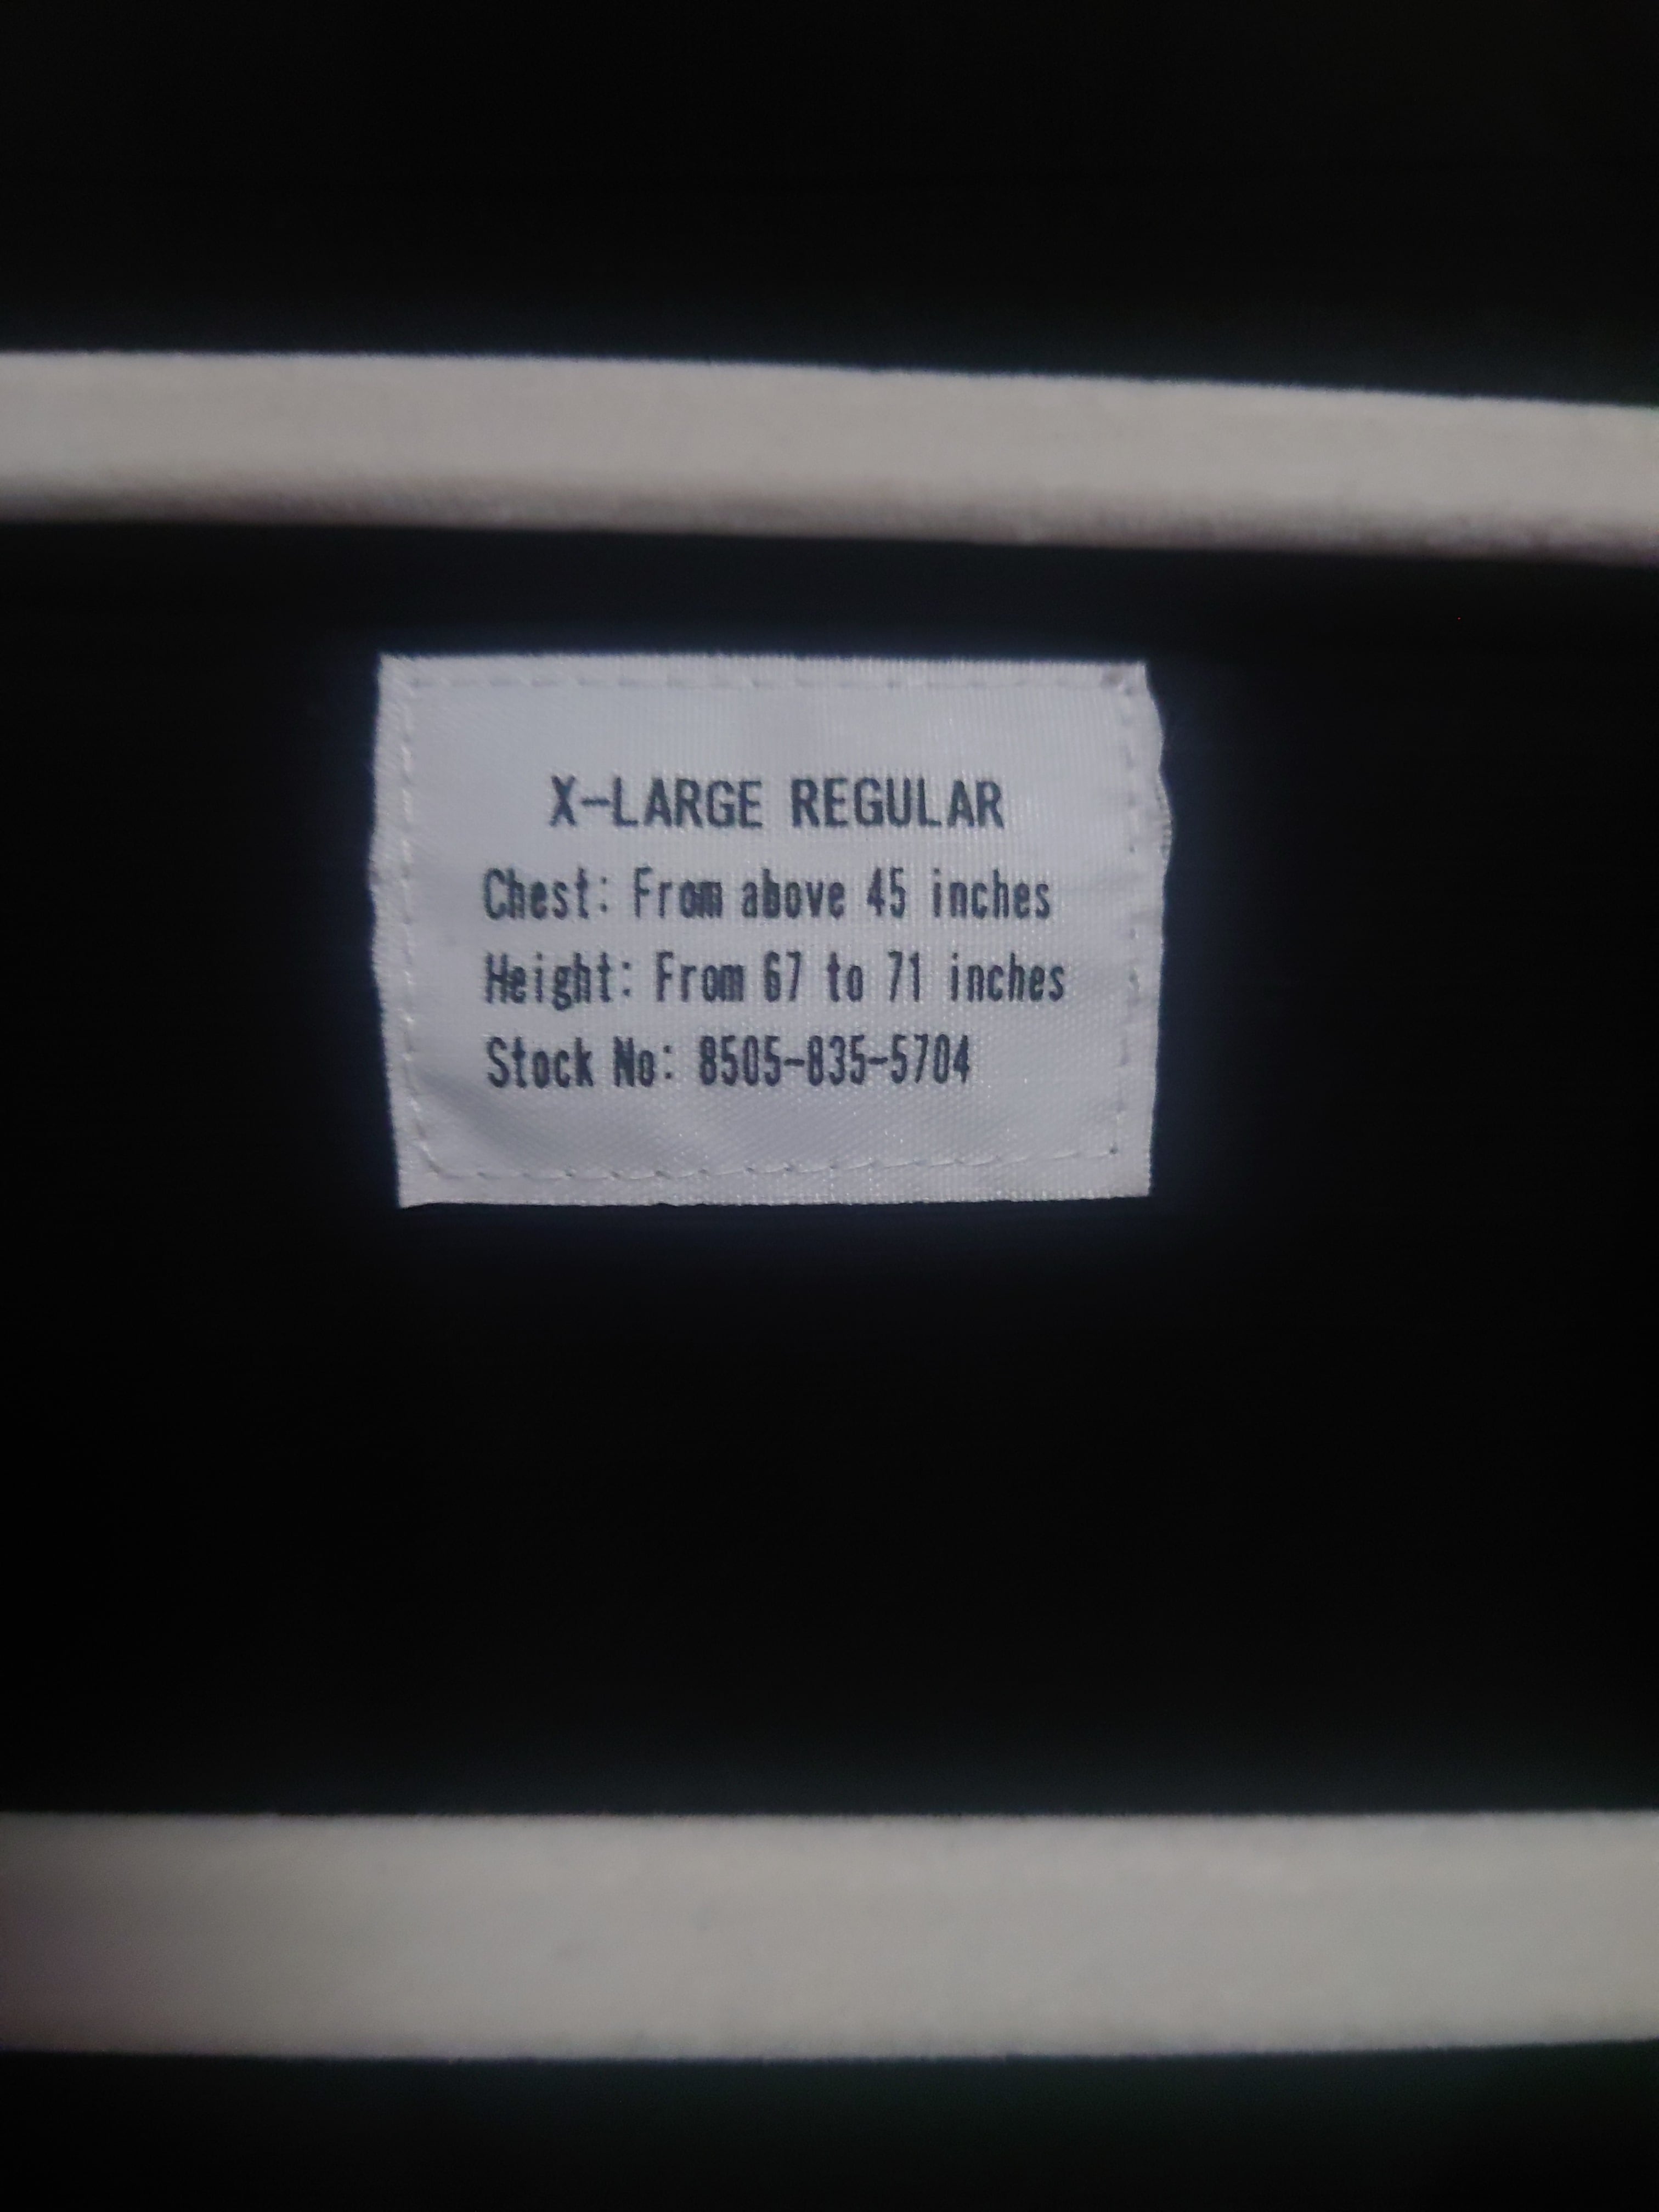 X-LARGE REGULAR
Chest: From above 45 inches
Height: From 67 to 71 inches
Stock No: 8505-835-5704